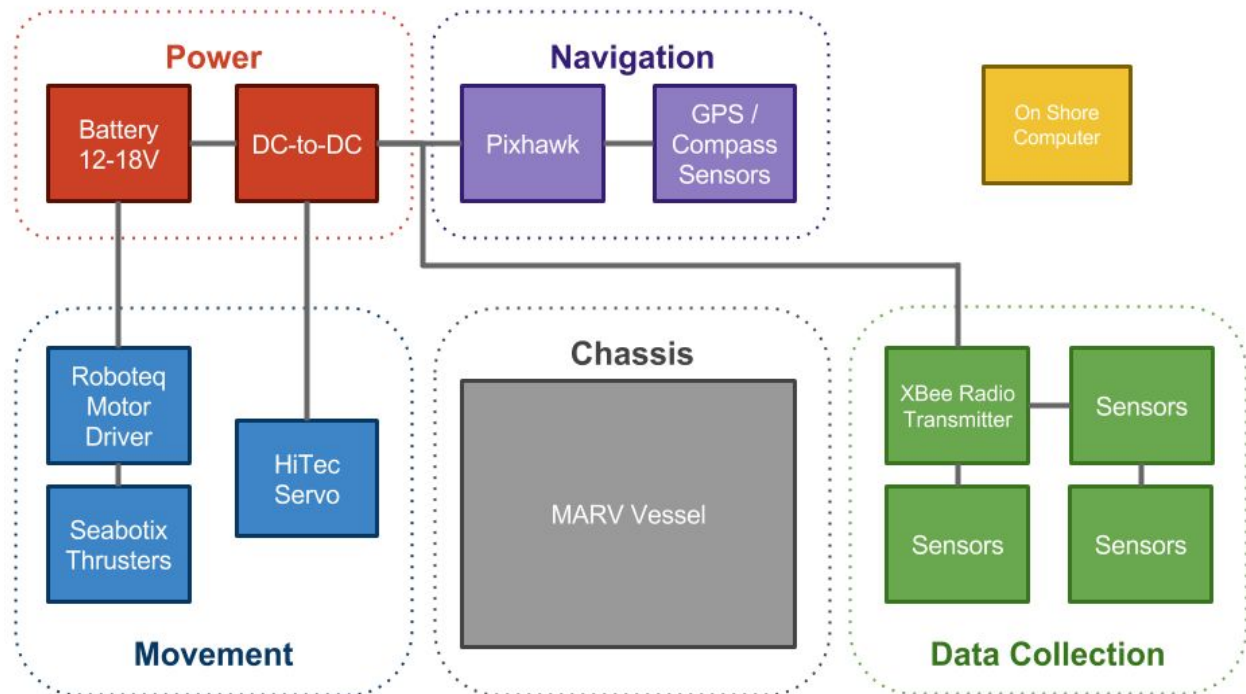 Power
Battery
12-18V
DC-to-DC
Navigation
Pixhawk
GPS /
Compass
Sensors
On Shore
Computer
Roboteq
Motor
Driver
Seabotix
Thrusters
HiTec
Servo
Movement
Chassis
MARV Vessel
XBee Radio
Transmitter
Sensors
Sensors
Sensors
Data Collection